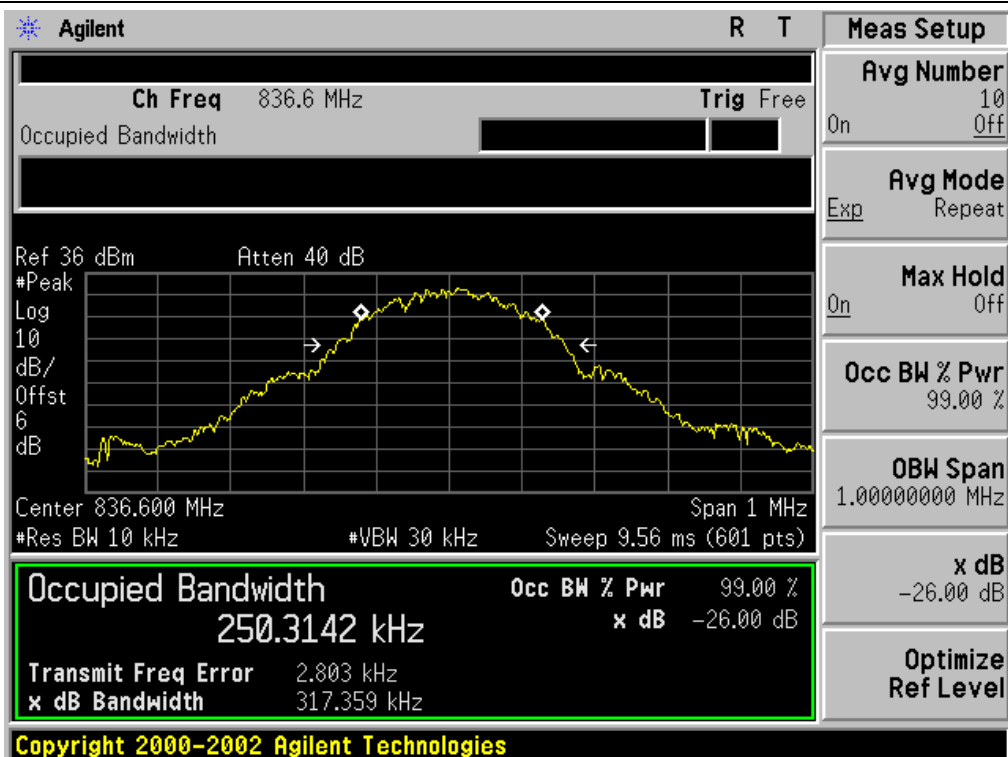 Agilent R T
Ch Freq 836.6 MHz Trig Free
Occupied Bandwidth
Ref 36 dBm Atten 40 dB
#Peak
Log
10
dB/
Offst
6
dB
Center 836.600 MHz Span 1 MHz
#Res BW 10 kHz #VBW 30 kHz Sweep 9.56 ms (601 pts)
Occupied Bandwidth Occ BW % Pwr 99.00 %
250.3142 kHz x dB -26.00 dB
Transmit Freq Error 2.803 kHz
x dB Bandwidth 317.359 kHz
Copyright 2000-2002 Agilent Technologies
Meas Setup
Avg Number
10
On Off
Avg Mode
Exp Repeat
Max Hold
On Off
Occ BW % Pwr
99.00 %
OBW Span
1.00000000 MHz
x dB
-26.00 dB
Optimize
Ref Level